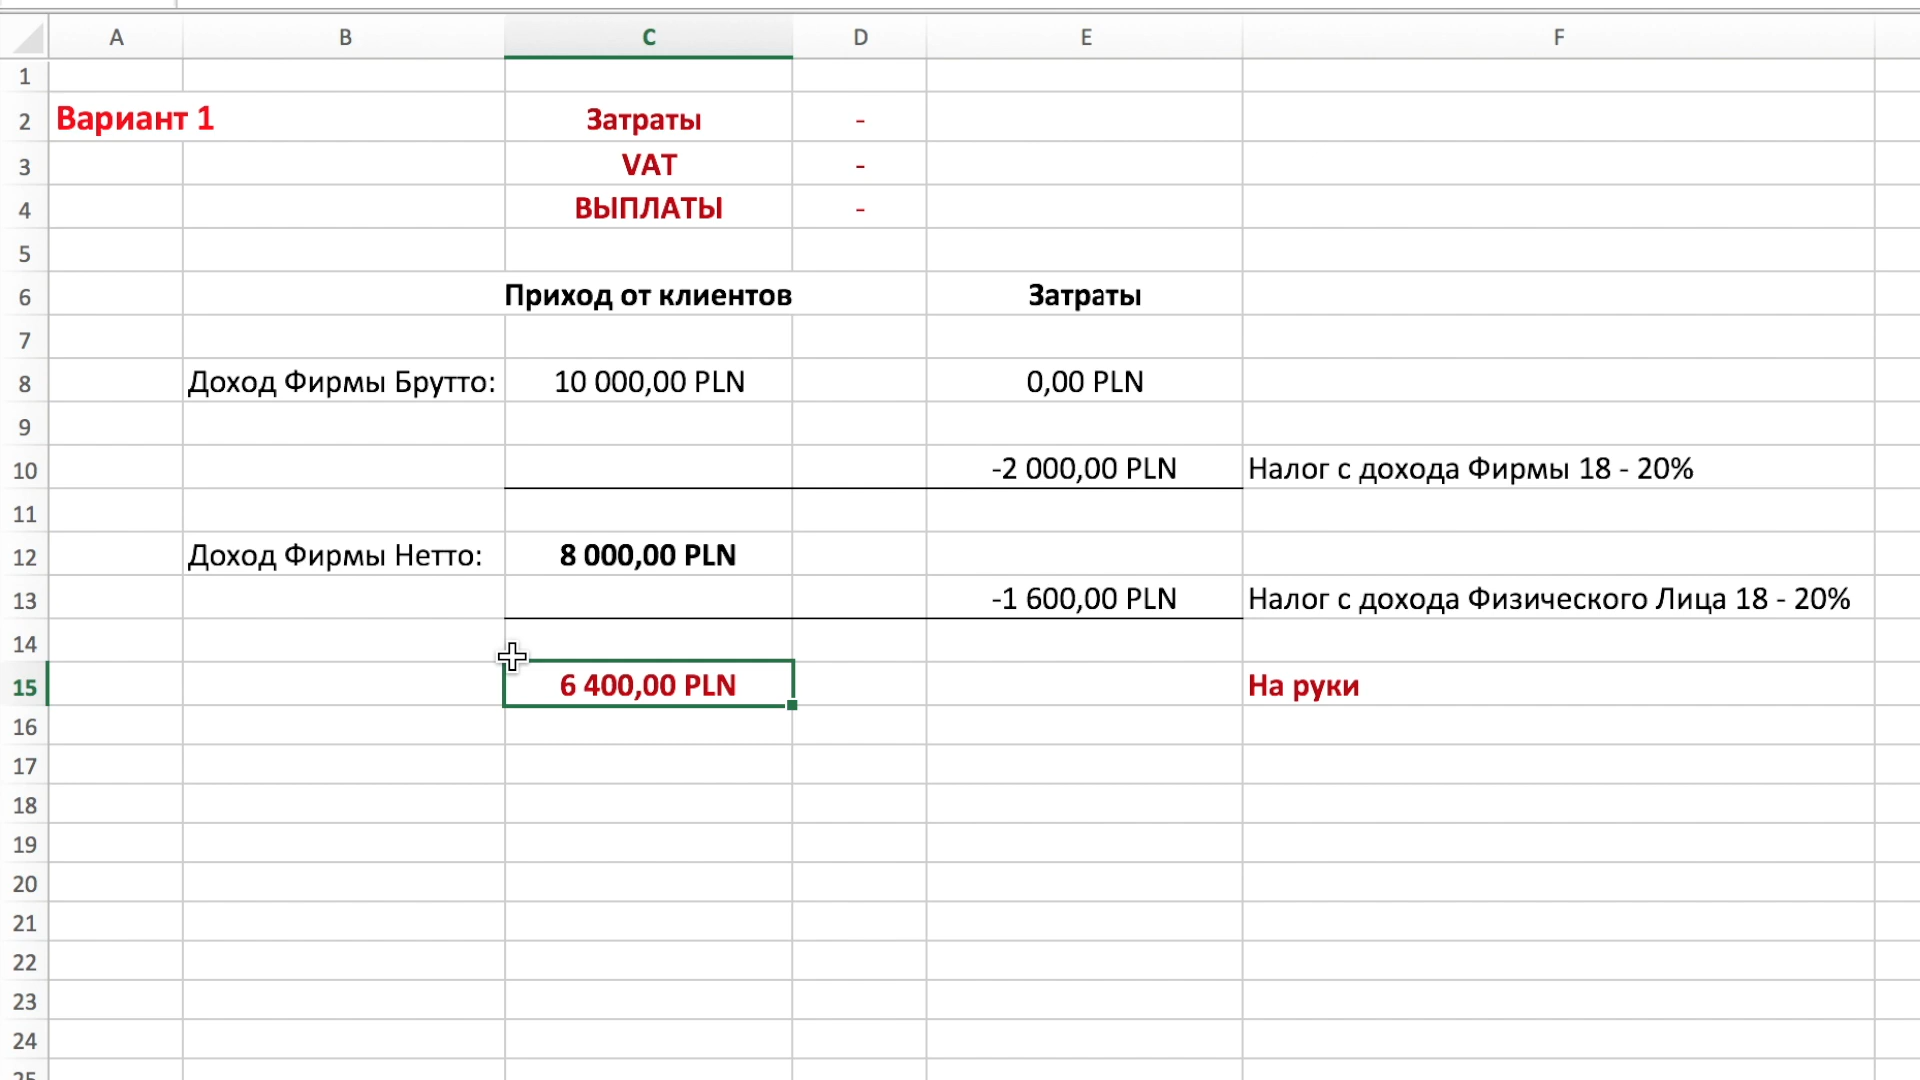 A B C D E F
1
2 Вариант 1 Затраты -
3 VAT -
4 ВЫПЛАТЫ -
5
6 Приход от клиентов Затраты
7
8 Доход Фирмы Брутто: 10 000,00 PLN 0,00 PLN
9
10 -2 000,00 PLN Налог с дохода Фирмы 18 - 20%
11
12 Доход Фирмы Нетто: 8 000,00 PLN
13 -1 600,00 PLN Налог с дохода Физического Лица 18 - 20%
14
15 6 400,00 PLN На руки
16
17
18
19
20
21
22
23
24
25